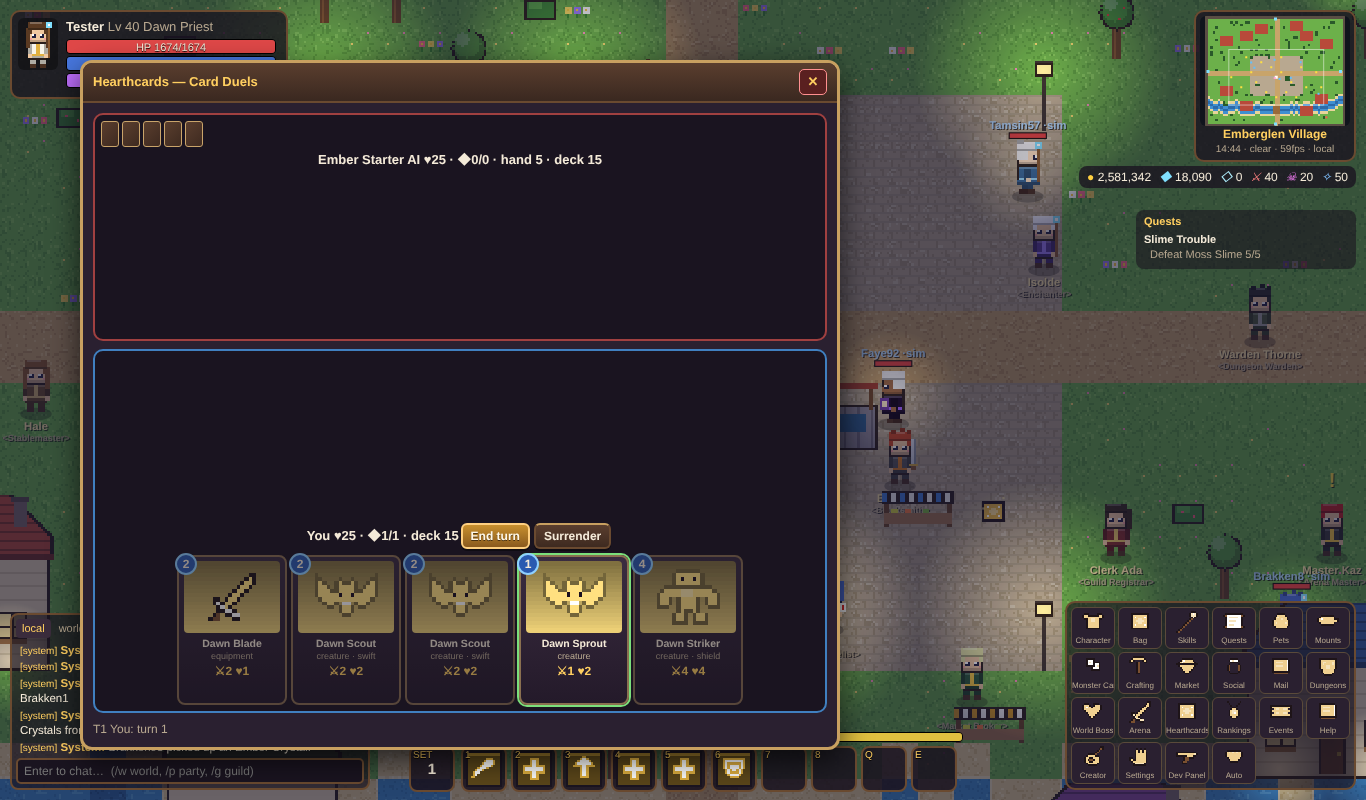 Tester Lv 40 Dawn Priest
HP 1674/1674
Hearthcards — Card Duels
✕
Ember Starter AI ♥25 · ◆0/0 · hand 5 · deck 15
You ♥25 · ◆1/1 · deck 15
End turn
Surrender
2
Dawn Blade
equipment
⚔2 ♥1
2
Dawn Scout
creature · swift
⚔2 ♥2
2
Dawn Scout
creature · swift
⚔2 ♥2
1
Dawn Sprout
creature
⚔1 ♥2
4
Dawn Striker
creature · shield
⚔4 ♥4
T1 You: turn 1
Tamsin57·sim
Isolde
<Enchanter>
Faye92·sim
Warden Thorne
<Dungeon Warden>
Hale
<Stablemaster>
Clerk Ada
<Guild Registrar>
Master Kaz
Brakken8·sim
Emberglen Village
14:44 · clear · 59fps · local
2,581,342
18,090
0
40
20
50
Quests
Slime Trouble
Defeat Moss Slime 5/5
!
local
[system] Sys
[system] Sys
[system] Sys
Brakken1
Crystals from
[system]
Enter to chat… (/w world, /p party, /g guild)
SET
1
1
2
3
4
5
6
7
8
Q
E
Character
Bag
Skills
Quests
Pets
Mounts
Monster Ca
Crafting
Market
Social
Mail
Dungeons
World Boss
Arena
Hearthcards
Rankings
Events
Help
Creator
Settings
Dev Panel
Auto